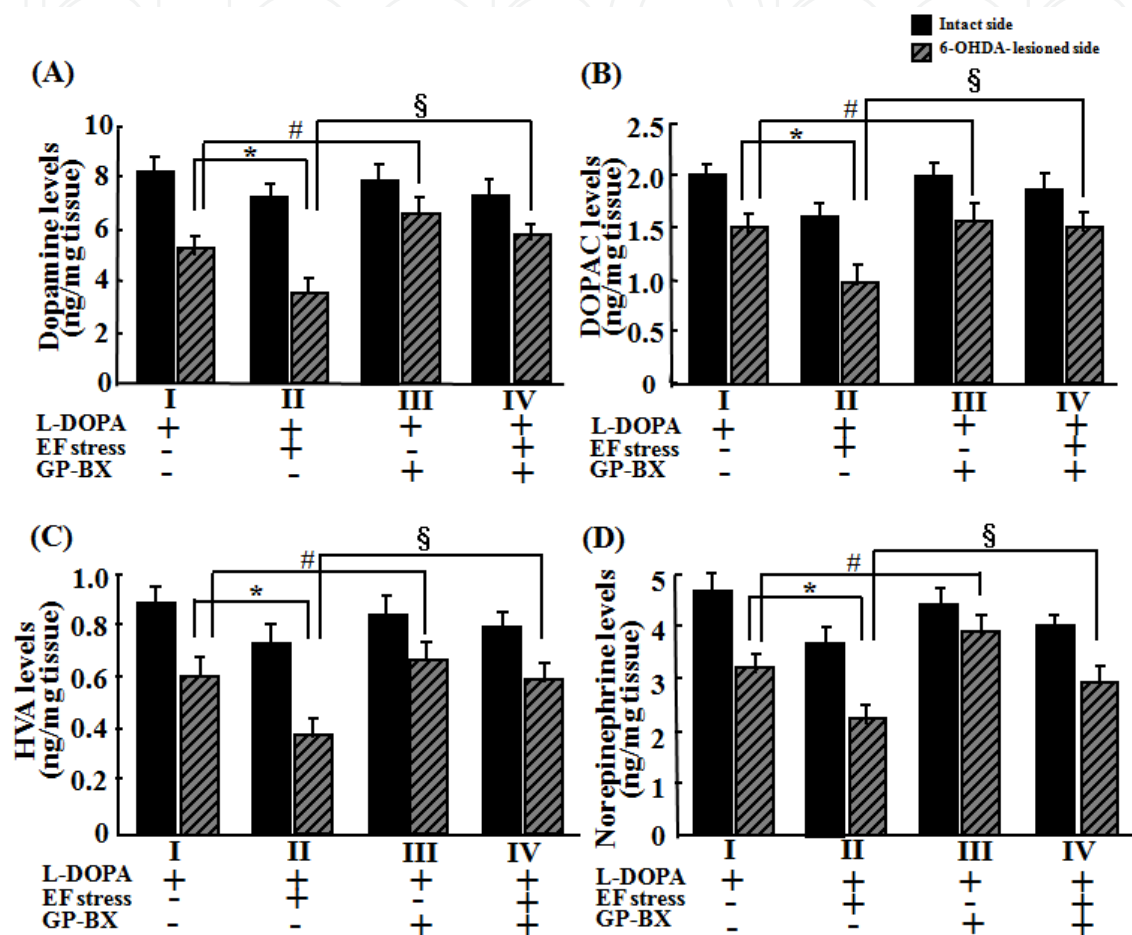 Intact side
6-OHDA-lesioned side
(A)
Dopamine levels
(ng/mg tissue)
10
8
6
4
2
0
*
#
§
I II III IV
L-DOPA + + + +
EF stress - + - +
GP-BX - - + +
(B)
DOPAC levels
(ng/mg tissue)
2.5
2.0
1.5
1.0
0.5
0
*
#
§
I II III IV
L-DOPA + + + +
EF stress - + - +
GP-BX - - + +
(C)
HVA levels
(ng/mg tissue)
1.0
0.8
0.6
0.4
0.2
0
*
#
§
I II III IV
L-DOPA + + + +
EF stress - + - +
GP-BX - - + +
(D)
Norepinephrine levels
(ng/mg tissue)
5
4
3
2
1
0
*
#
§
I II III IV
L-DOPA + + + +
EF stress - + - +
GP-BX - - + +